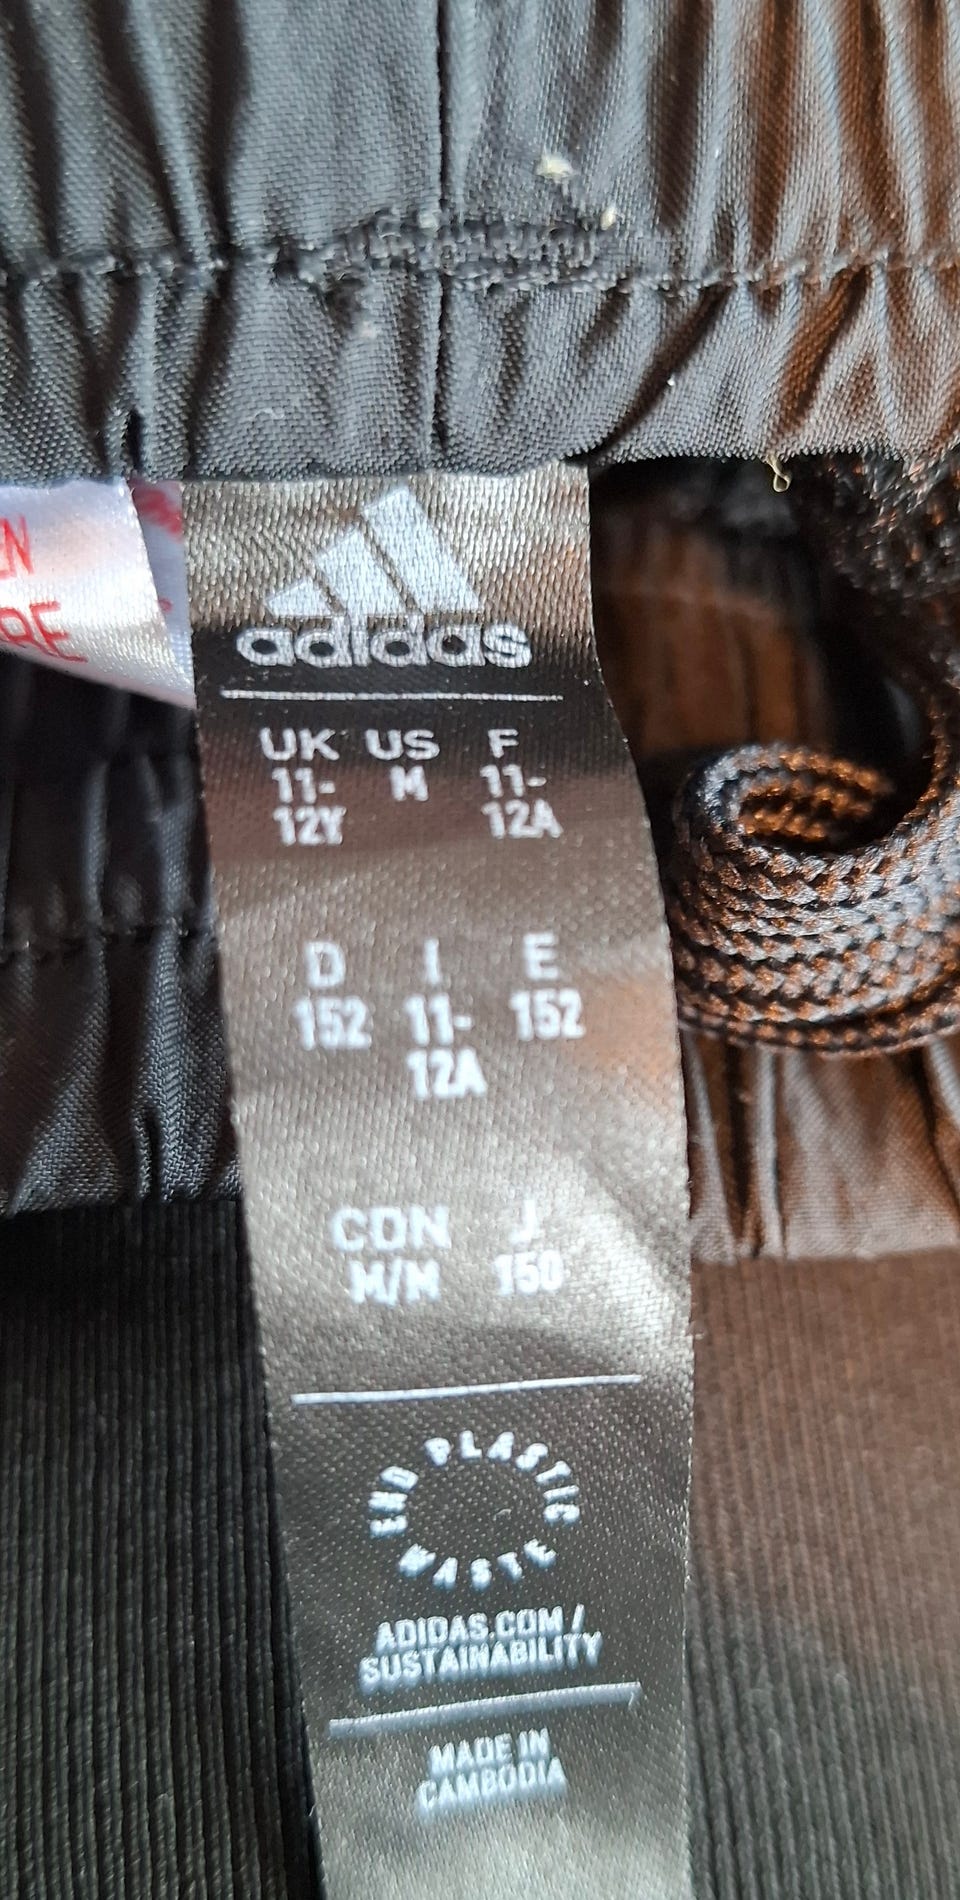 adidas
UK US F
11- M 11-
12Y 12A
D I E
152 11- 152
12A
CDN J
M/M 150
END PLASTIC WASTE
ADIDAS.COM/
SUSTAINABILITY
MADE IN
CAMBODIA